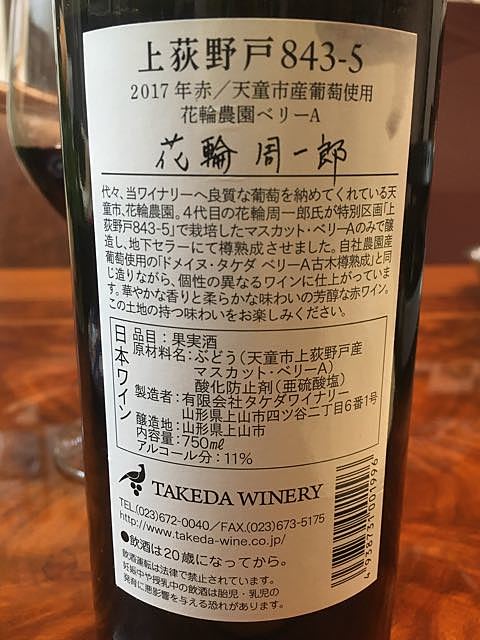 上荻野戸843-5
2017年赤／天童市産葡萄使用
花輪農園ベリーA
花輪周一郎
代々、当ワイナリーへ良質な葡萄を納めてくれている天
童市、花輪農園。4代目の花輪周一郎氏が特別区画「上
荻野戸843-5」で栽培したマスカット・ベリーAのみで醸
造し、地下セラーにて樽熟成させました。自社農園産
葡萄使用の「ドメイヌ・タケダ ベリーA古木樽熟成」と同
じ造りながら、個性の異なるワインに仕上がっていま
す。華やかな香りと柔らかな味わいの芳醇な赤ワイン。
この土地の持つ味わいをお楽しみください。
日本ワイン
品目：果実酒
原材料名：ぶどう（天童市上荻野戸産
マスカット・ベリーA）
酸化防止剤（亜硫酸塩）
製造者：有限会社タケダワイナリー
山形県上山市四ツ谷二丁目6番1号
醸造地：山形県上山市
内容量：750㎖
アルコール分：11%
TAKEDA WINERY
TEL.(023)672-0040／FAX.(023)673-5175
http://www.takeda-wine.co.jp/
●飲酒は20歳になってから。
飲酒運転は法律で禁止されています。
妊娠中や授乳中の飲酒は胎児・乳児の
発育に悪影響を与える恐れがあります。
4938731001996